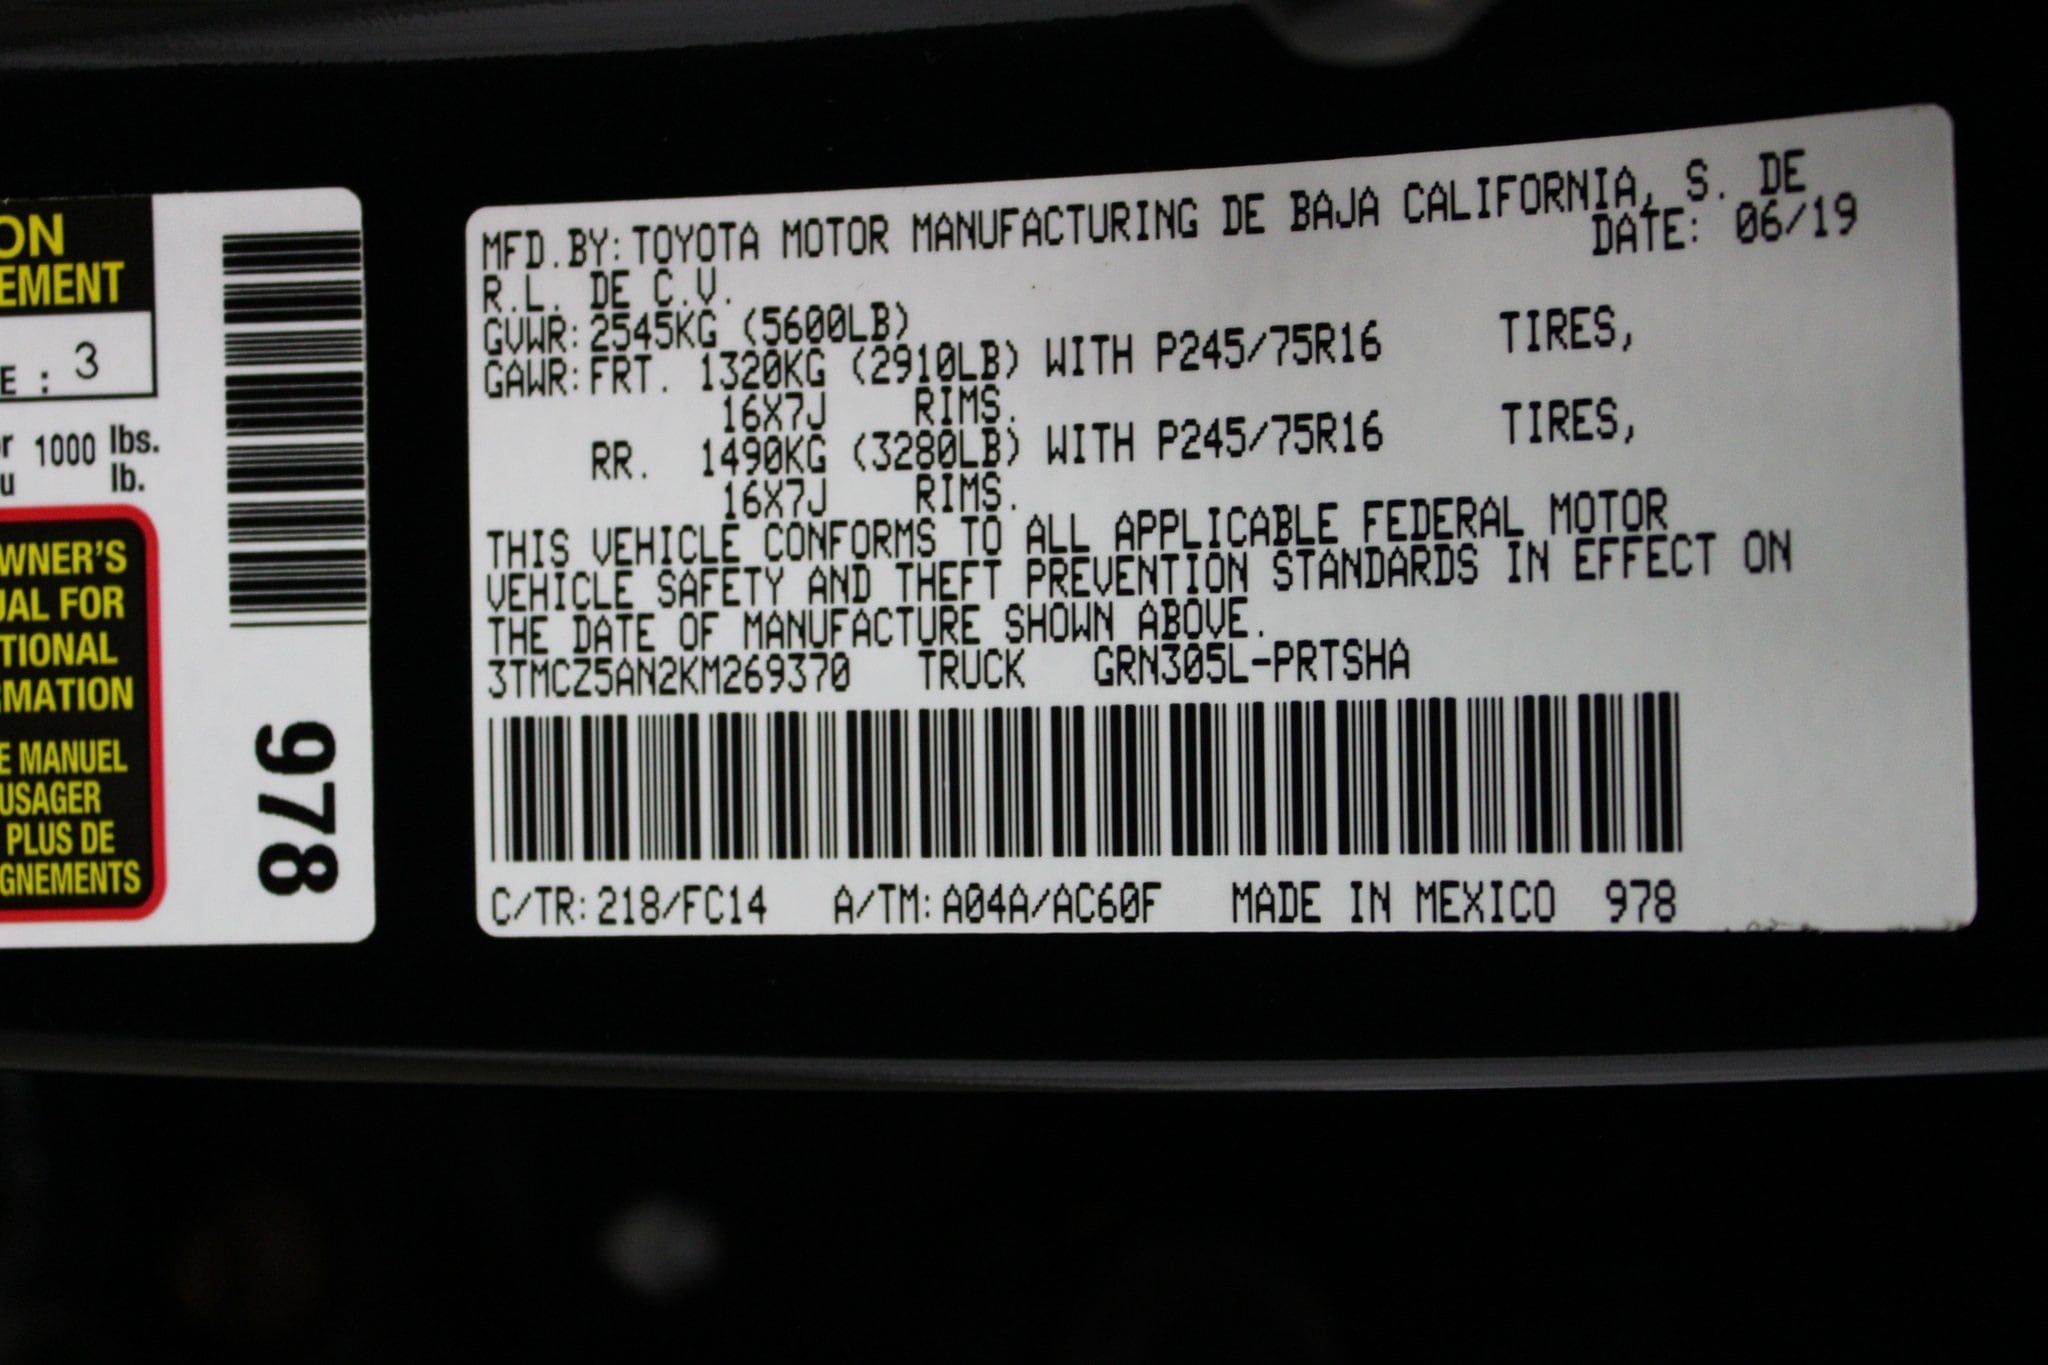 ON
EMENT
E : 3
r 1000 lbs.
u lb.
WNER'S
UAL FOR
TIONAL
RMATION
E MANUEL
USAGER
PLUS DE
GNEMENTS
978
MFD.BY:TOYOTA MOTOR MANUFACTURING DE BAJA CALIFORNIA, S. DE
R.L. DE C.V. DATE: 06/19
GVWR:2545KG (5600LB)
GAWR:FRT. 1320KG (2910LB) WITH P245/75R16 TIRES,
16X7J RIMS.
RR. 1490KG (3280LB) WITH P245/75R16 TIRES,
16X7J RIMS.
THIS VEHICLE CONFORMS TO ALL APPLICABLE FEDERAL MOTOR
VEHICLE SAFETY AND THEFT PREVENTION STANDARDS IN EFFECT ON
THE DATE OF MANUFACTURE SHOWN ABOVE.
3TMCZ5AN2KM269370 TRUCK GRN305L-PRTSHA
C/TR:218/FC14 A/TM:A04A/AC60F MADE IN MEXICO 978